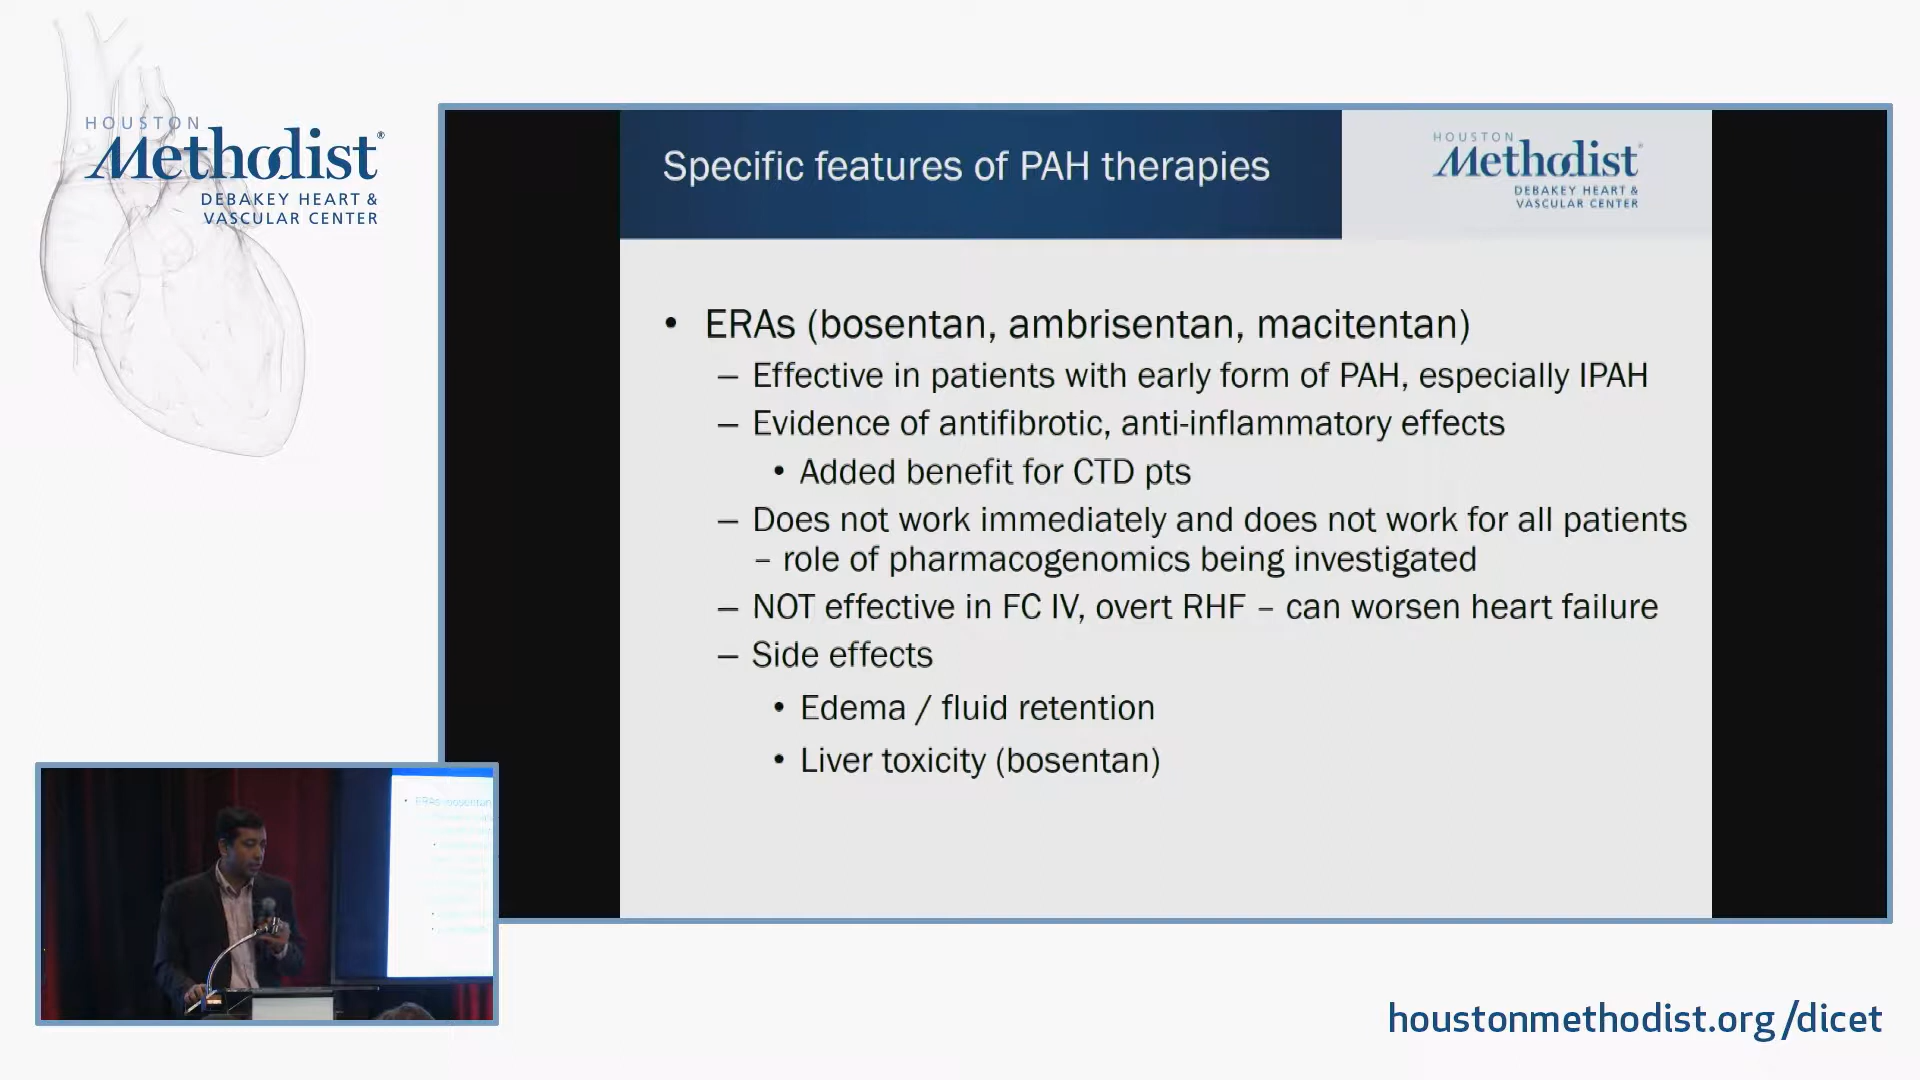 HOUSTON
Methodist®
DEBAKEY HEART &
VASCULAR CENTER
Specific features of PAH therapies
HOUSTON
Methodist®
DEBAKEY HEART &
VASCULAR CENTER
• ERAs (bosentan, ambrisentan, macitentan)
– Effective in patients with early form of PAH, especially IPAH
– Evidence of antifibrotic, anti-inflammatory effects
• Added benefit for CTD pts
– Does not work immediately and does not work for all patients
– role of pharmacogenomics being investigated
– NOT effective in FC IV, overt RHF – can worsen heart failure
– Side effects
• Edema / fluid retention
• Liver toxicity (bosentan)
• ERAs (bosentan
houstonmethodist.org/dicet